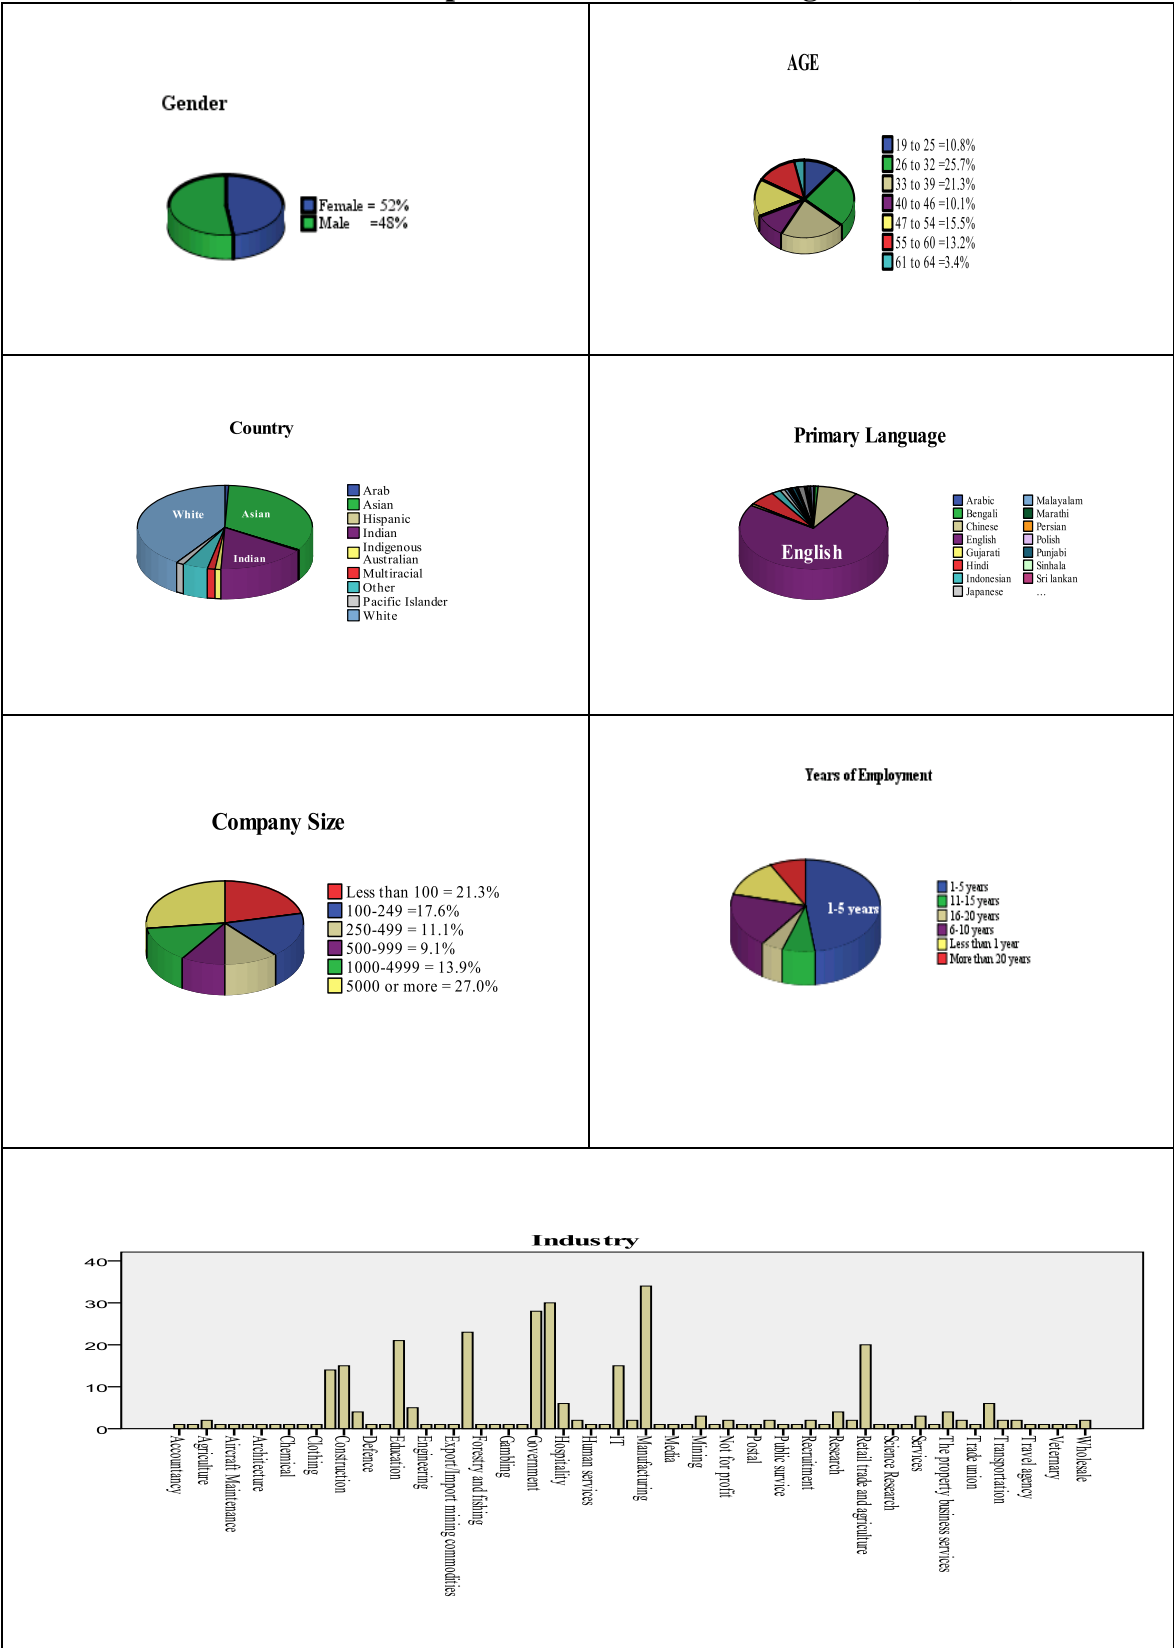 Gender
Female = 52%
Male =48%
AGE
19 to 25 =10.8%
26 to 32 =25.7%
33 to 39 =21.3%
40 to 46 =10.1%
47 to 54 =15.5%
55 to 60 =13.2%
61 to 64 =3.4%
Country
White
Asian
Indian
Arab
Asian
Hispanic
Indian
Indigenous
Australian
Multiracial
Other
Pacific Islander
White
Primary Language
English
Arabic
Bengali
Chinese
English
Gujarati
Hindi
Indonesian
Japanese
Malayalam
Marathi
Persian
Polish
Punjabi
Sinhala
Sri lankan
...
Company Size
Less than 100 = 21.3%
100-249 =17.6%
250-499 = 11.1%
500-999 = 9.1%
1000-4999 = 13.9%
5000 or more = 27.0%
Years of Employment
1-5 years
1-5 years
11-15 years
16-20 years
6-10 years
Less than 1 year
More than 20 years
Industry
40
30
20
10
0
Accountancy
Agriculture
Aircraft Maintenance
Architecture
Chemical
Clothing
Construction
Defence
Education
Engineering
Export/Import mining commodities
Forestry and fishing
Gambling
Government
Hospitality
Human services
IT
Manufacturing
Media
Mining
Not for profit
Postal
Public service
Recruitment
Research
Retail trade and agriculture
Science Research
Services
The property business services
Trade union
Transportation
Travel agency
Veternary
Wholesale